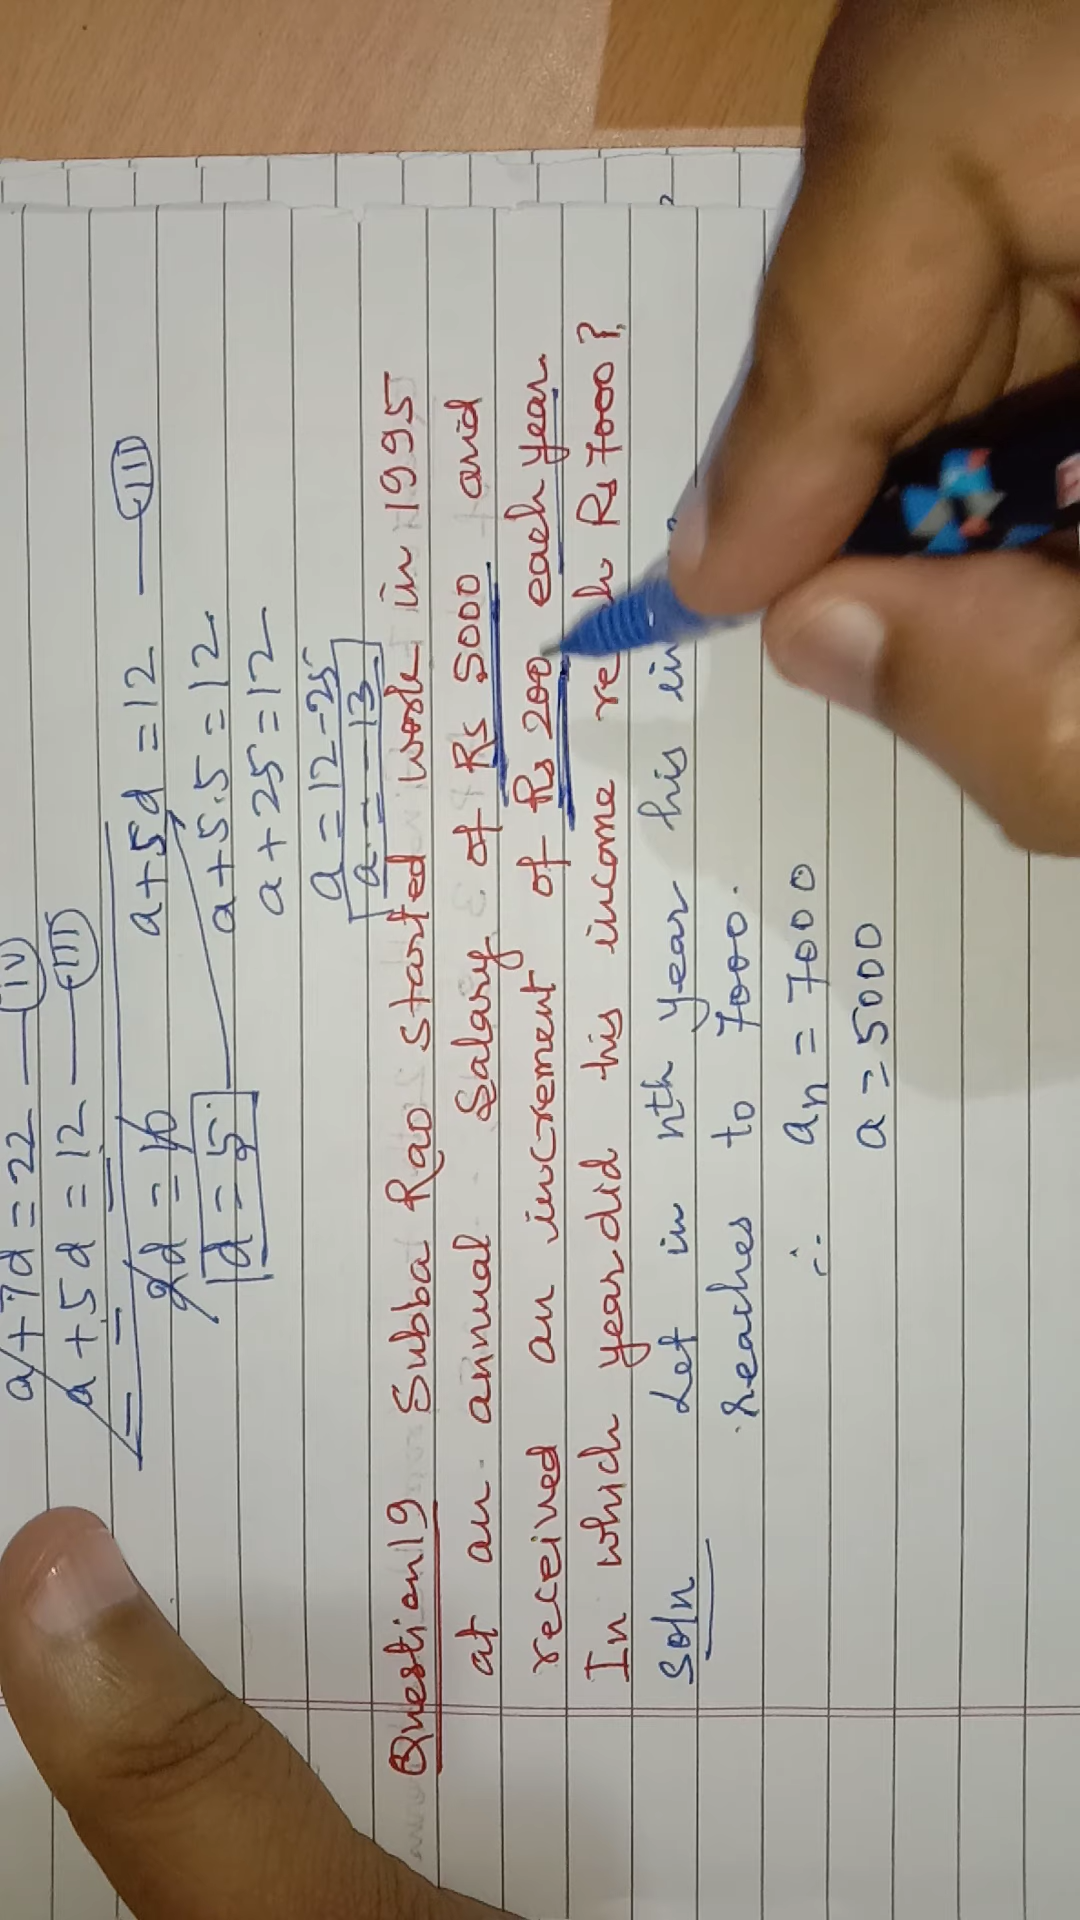 a + 7d = 22 — (iv)
a + 5d = 12 — (iii)
2d = 10
d = 5
a + 5d = 12 — (iii)
a + 5.5 = 12
a + 25 = 12
a = 12 - 25
a = -13
Question 19 Subba Rao started work in 1995
at an annual salary of Rs 5000 and
received an increment of Rs 200 each year
In which year did his income re h Rs 7000?
Soln Let in nth year his in
reaches to 7000.
∴ an = 7000
a = 5000